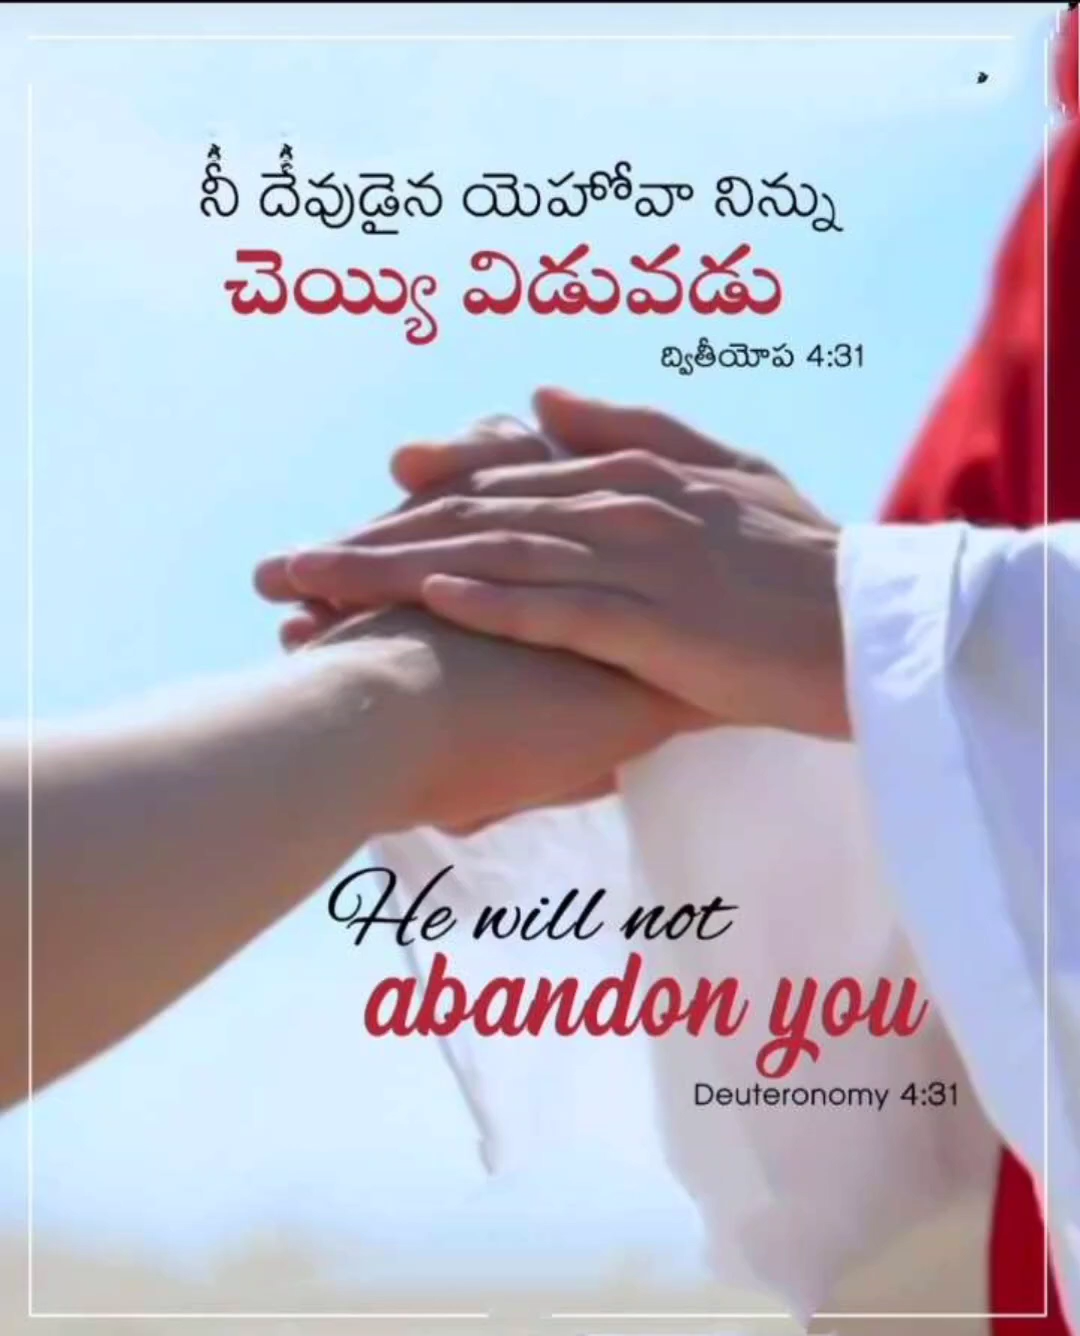 నీ దేవుడైన యెహోవా నిన్ను
చెయ్యి విడువడు
ద్వితీయోప 4:31
He will not
abandon you
Deuteronomy 4:31